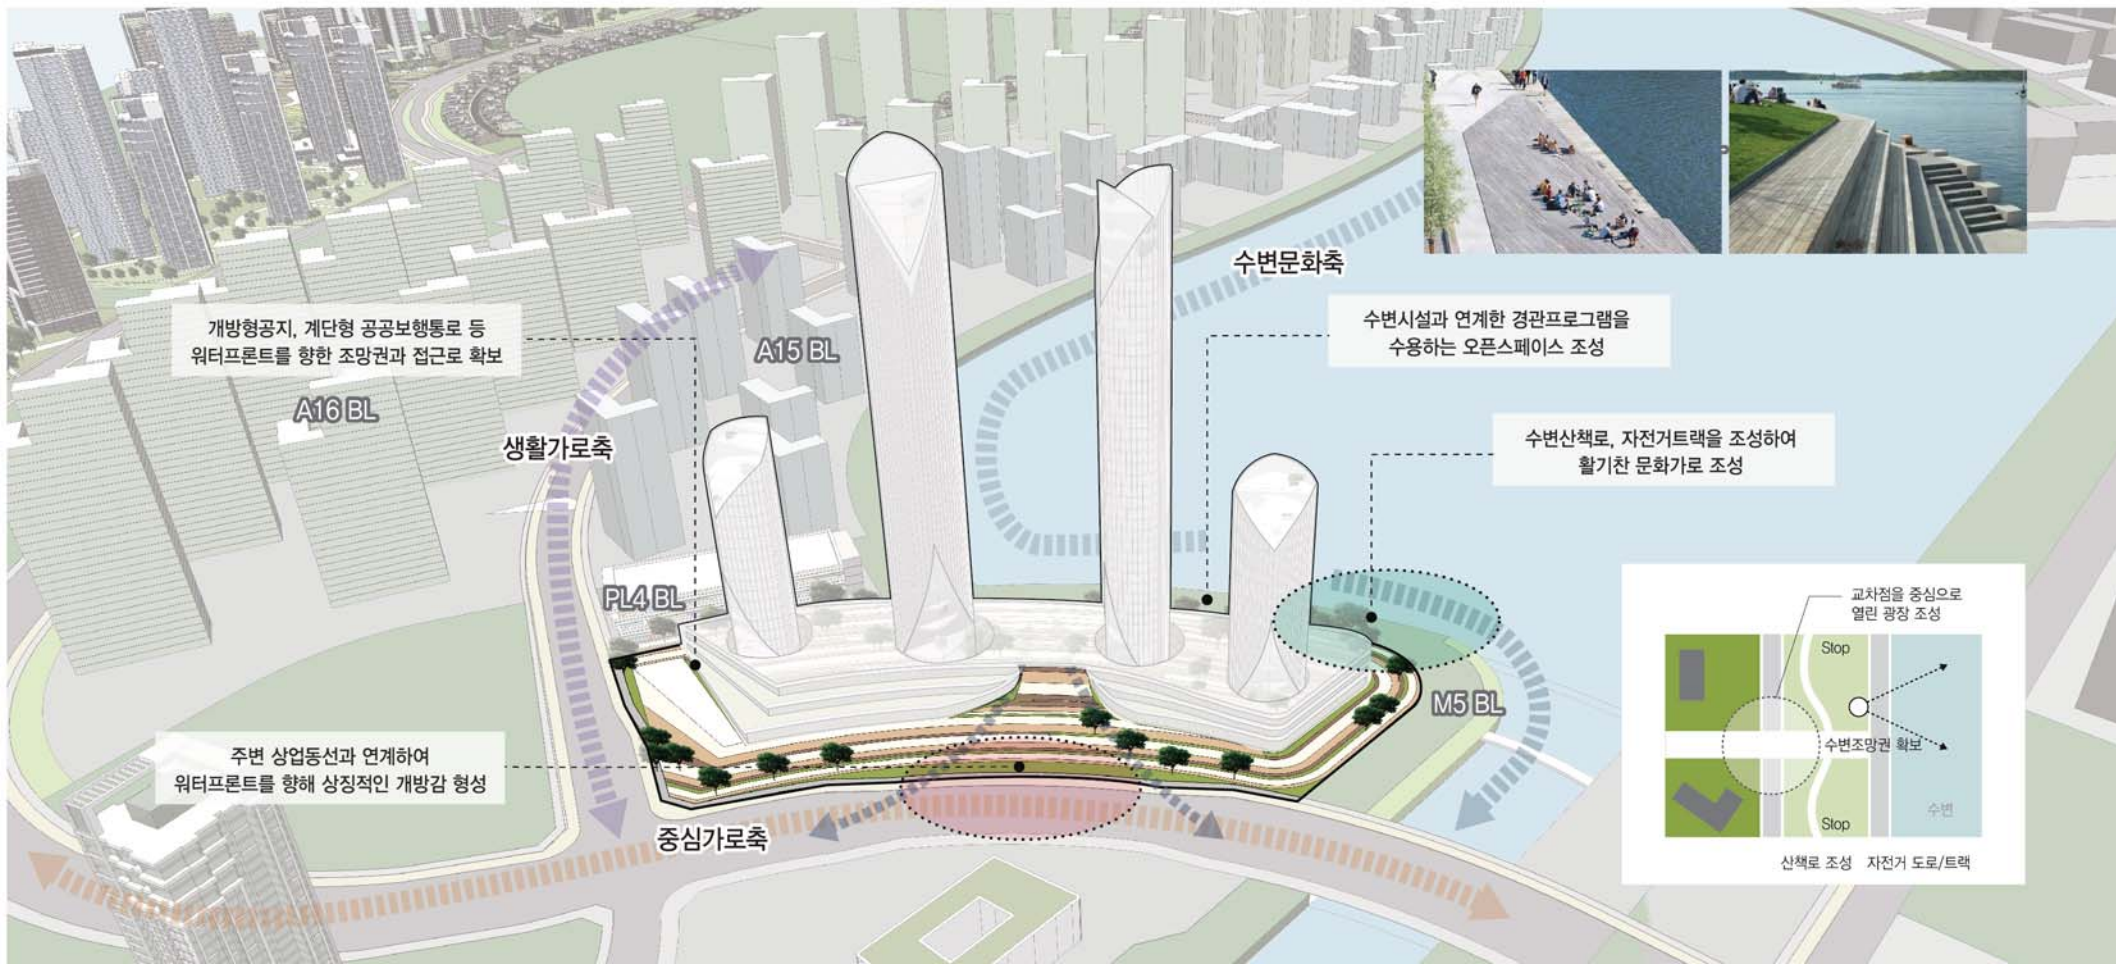 수변문화축
개방형공지, 계단형 공공보행통로 등
워터프론트를 향한 조망권과 접근로 확보
수변시설과 연계한 경관프로그램을
수용하는 오픈스페이스 조성
A15 BL
A16 BL
생활가로축
수변산책로, 자전거트랙을 조성하여
활기찬 문화가로 조성
PL4 BL
M5 BL
주변 상업동선과 연계하여
워터프론트를 향해 상징적인 개방감 형성
중심가로축
교차점을 중심으로
열린 광장 조성
Stop
수변조망권 확보
수변
Stop
산책로 조성
자전거 도로/트랙